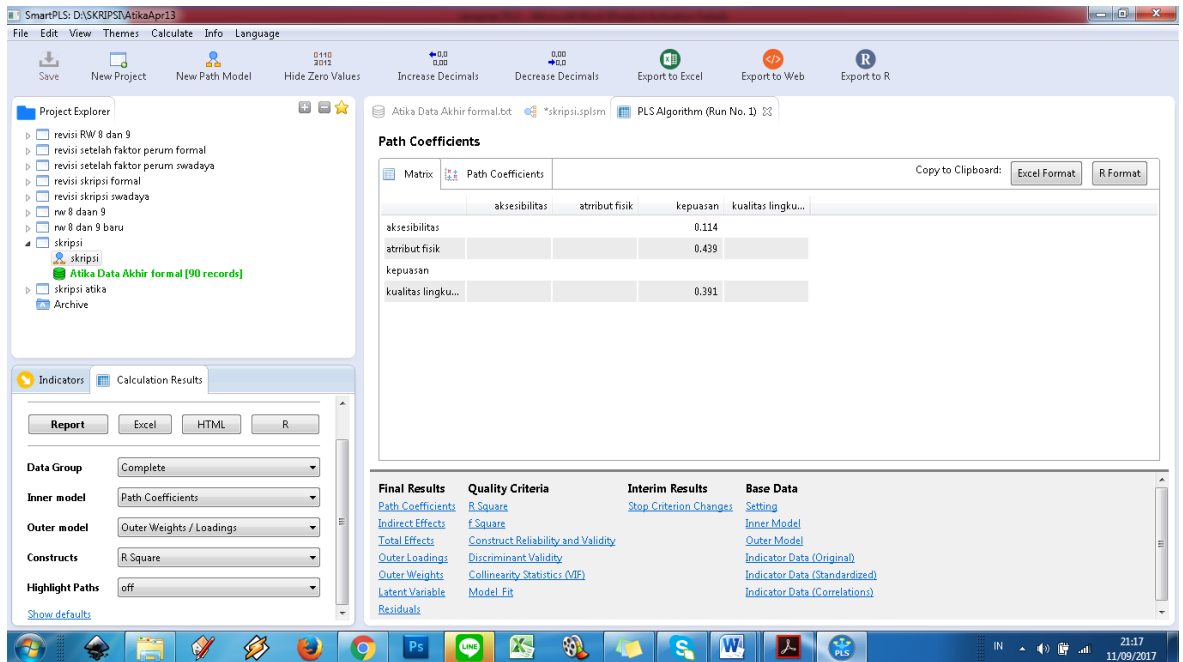 SmartPLS: D:\SKRIPSI\AtikaApr13
File Edit View Themes Calculate Info Language
Save New Project New Path Model Hide Zero Values Increase Decimals Decrease Decimals Export to Excel Export to Web Export to R
Project Explorer
revisi RW 8 dan 9
revisi setelah faktor perum formal
revisi setelah faktor perum swadaya
revisi skripsi formal
revisi skripsi swadaya
rw 8 daan 9
rw 8 dan 9 baru
skripsi
skripsi
Atika Data Akhir formal [90 records]
skripsi atika
Archive
Indicators Calculation Results
Report Excel HTML R
Data Group Complete
Inner model Path Coefficients
Outer model Outer Weights / Loadings
Constructs R Square
Highlight Paths off
Show defaults
Atika Data Akhir formal.txt *skripsi.splsm PLS Algorithm (Run No. 1)
Path Coefficients
Matrix Path Coefficients Copy to Clipboard: Excel Format R Format
aksesibilitas atrribut fisik kepuasan kualitas lingku...
aksesibilitas 0.114
atrribut fisik 0.439
kepuasan
kualitas lingku... 0.391
Final Results Quality Criteria Interim Results Base Data
Path Coefficients R Square Stop Criterion Changes Setting
Indirect Effects f Square Inner Model
Total Effects Construct Reliability and Validity Outer Model
Outer Loadings Discriminant Validity Indicator Data (Original)
Outer Weights Collinearity Statistics (VIF) Indicator Data (Standardized)
Latent Variable Model_Fit Indicator Data (Correlations)
Residuals
IN 21:17
11/09/2017